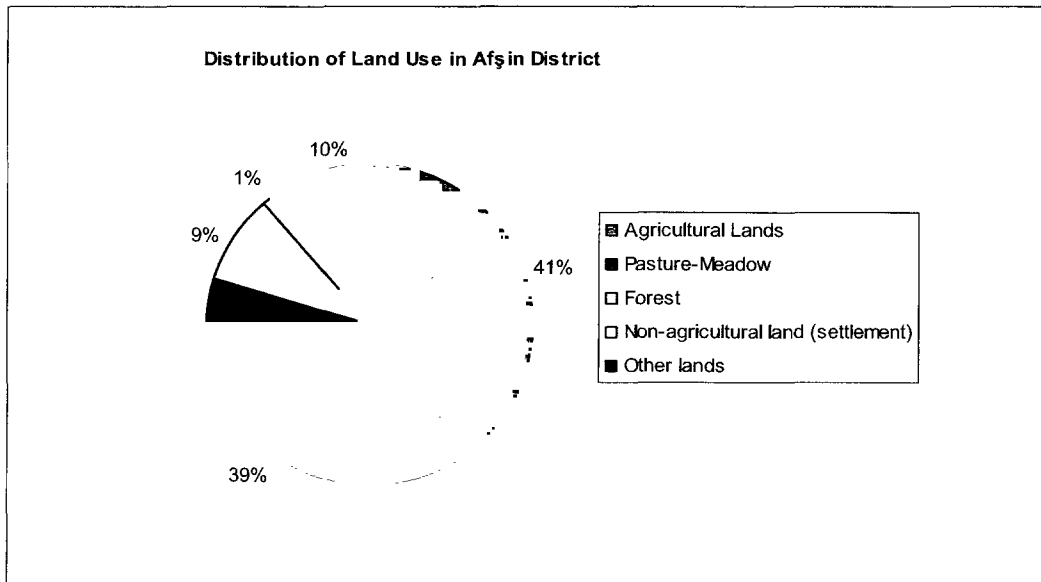 Distribution of Land Use in Afşin District
10%
1%
9%
41%
39%
Agricultural Lands
Pasture-Meadow
Forest
Non-agricultural land (settlement)
Other lands